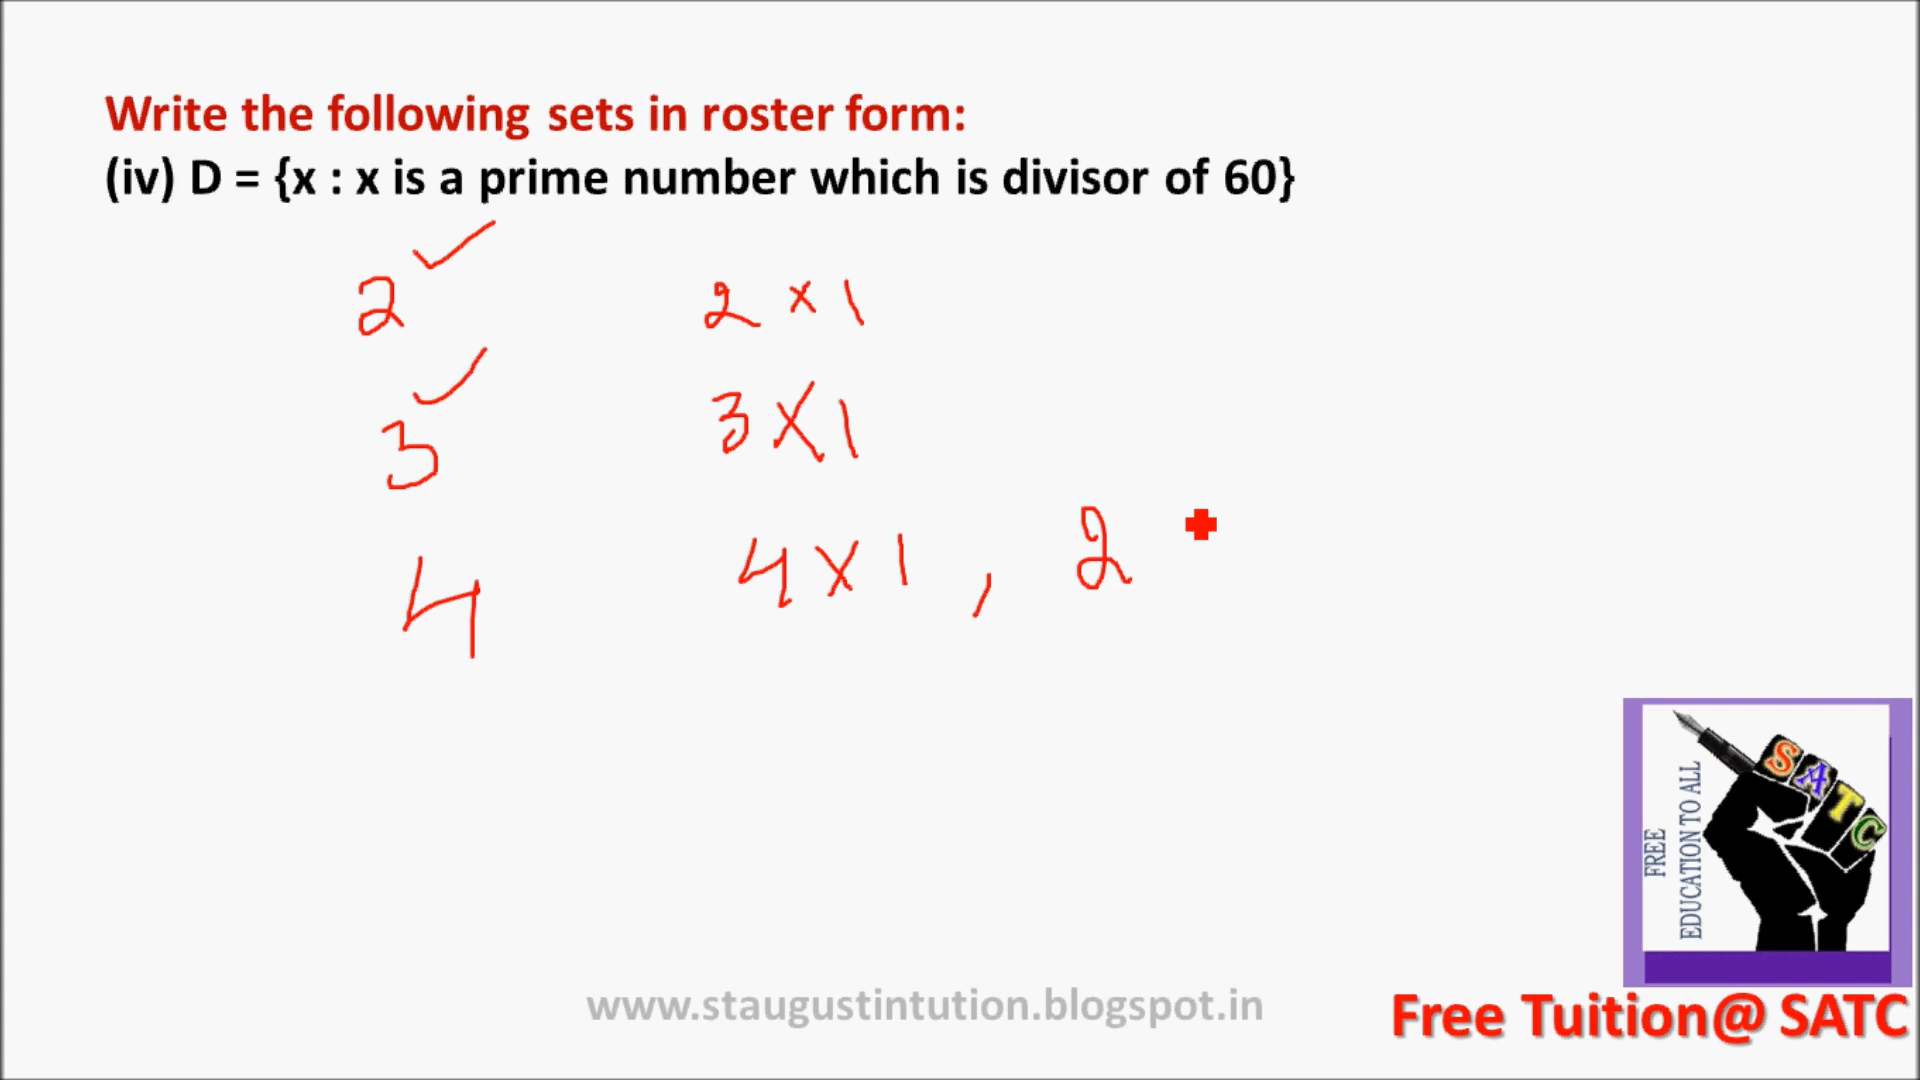 Write the following sets in roster form:
(iv) D = {x : x is a prime number which is divisor of 60}
2 2 × 1
3 3 × 1
4 4 × 1 , 2
SATC
FREE
EDUCATION TO ALL
www.staugustintution.blogspot.in
Free Tuition@ SATC